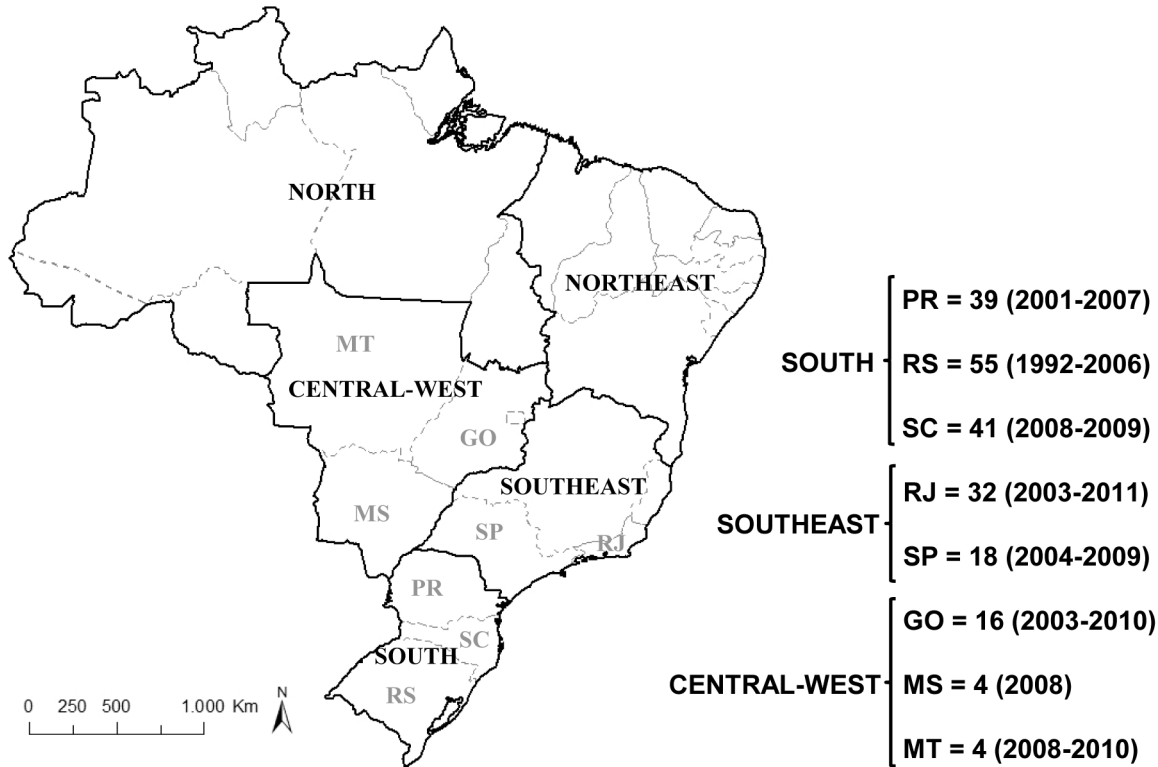 NORTH
NORTHEAST
MT
CENTRAL-WEST
GO
SOUTHEAST
MS
SP
RJ
PR
SC
SOUTH
RS
0 250 500 1.000 Km
N
SOUTH
PR = 39 (2001-2007)
RS = 55 (1992-2006)
SC = 41 (2008-2009)
SOUTHEAST
RJ = 32 (2003-2011)
SP = 18 (2004-2009)
CENTRAL-WEST
GO = 16 (2003-2010)
MS = 4 (2008)
MT = 4 (2008-2010)